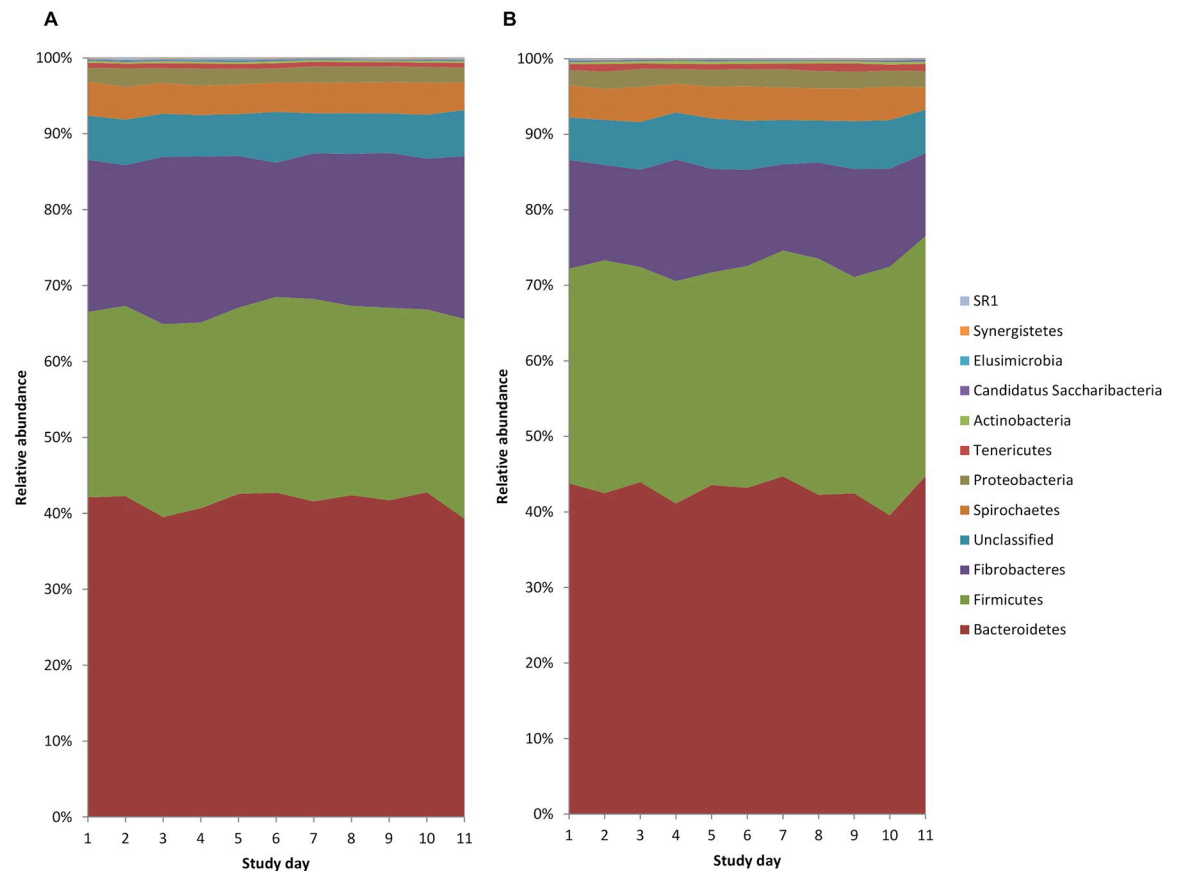 A
B
100%
90%
80%
70%
60%
50%
40%
30%
20%
10%
0%
Relative abundance
1 2 3 4 5 6 7 8 9 10 11
Study day
100%
90%
80%
70%
60%
50%
40%
30%
20%
10%
0%
Relative abundance
1 2 3 4 5 6 7 8 9 10 11
Study day
SR1
Synergistetes
Elusimicrobia
Candidatus Saccharibacteria
Actinobacteria
Tenericutes
Proteobacteria
Spirochaetes
Unclassified
Fibrobacteres
Firmicutes
Bacteroidetes